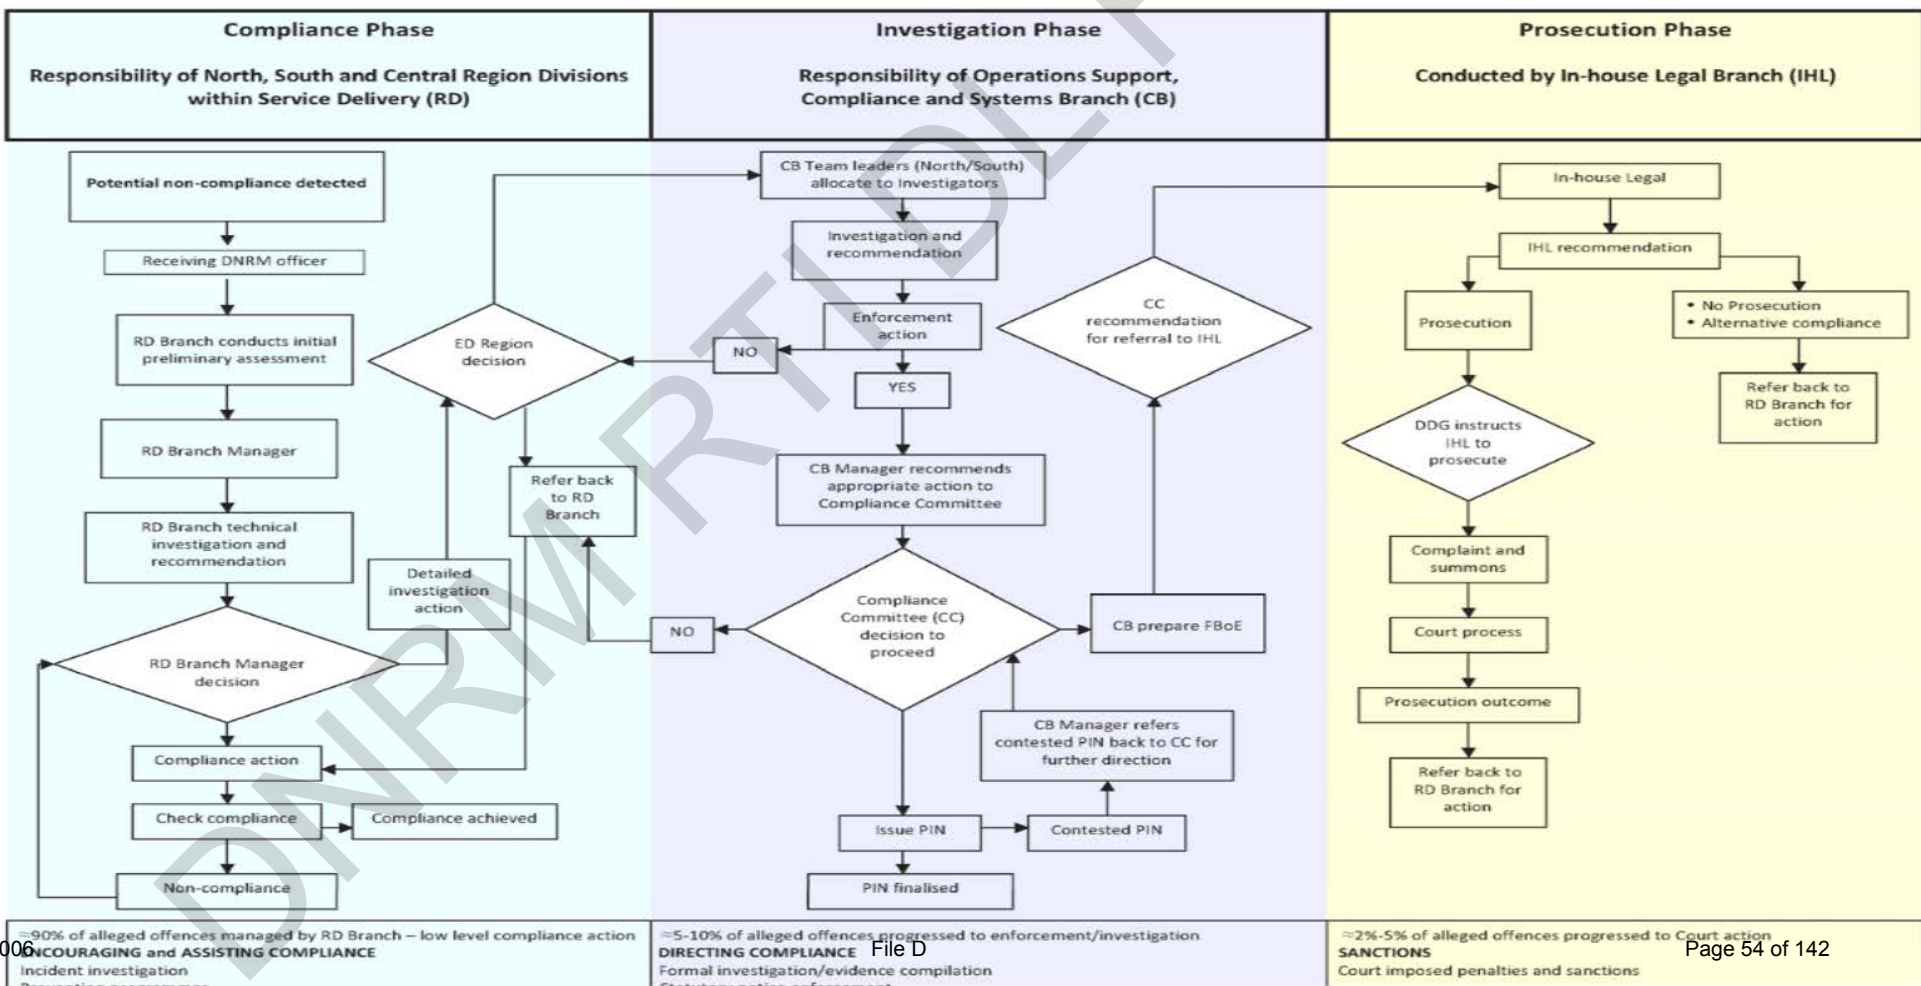 Compliance Phase
Responsibility of North, South and Central Region Divisions
within Service Delivery (RD)
Investigation Phase
Responsibility of Operations Support,
Compliance and Systems Branch (CB)
Prosecution Phase
Conducted by In-house Legal Branch (IHL)
Potential non-compliance detected
Receiving DNRM officer
RD Branch conducts initial
preliminary assessment
RD Branch Manager
RD Branch technical
investigation and
recommendation
RD Branch Manager
decision
Compliance action
Check compliance
Compliance achieved
Non-compliance
Detailed
investigation
action
ED Region
decision
Refer back
to RD
Branch
CB Team leaders (North/South)
allocate to Investigators
Investigation and
recommendation
Enforcement
action
NO
YES
CB Manager recommends
appropriate action to
Compliance Committee
Compliance
Committee (CC)
decision to
proceed
NO
CB prepare FBoE
CC
recommendation
for referral to IHL
CB Manager refers
contested PIN back to CC for
further direction
Issue PIN
Contested PIN
PIN finalised
In-house Legal
IHL recommendation
Prosecution
• No Prosecution
• Alternative compliance
Refer back to
RD Branch for
action
DDG instructs
IHL to
prosecute
Complaint and
summons
Court process
Prosecution outcome
Refer back to
RD Branch for
action
≈90% of alleged offences managed by RD Branch – low level compliance action
ENCOURAGING and ASSISTING COMPLIANCE
Incident investigation
≈5-10% of alleged offences progressed to enforcement/investigation
DIRECTING COMPLIANCE
Formal investigation/evidence compilation
≈2%-5% of alleged offences progressed to Court action
SANCTIONS
Court imposed penalties and sanctions
006
File D
Page 54 of 142
DNRM RTI DL